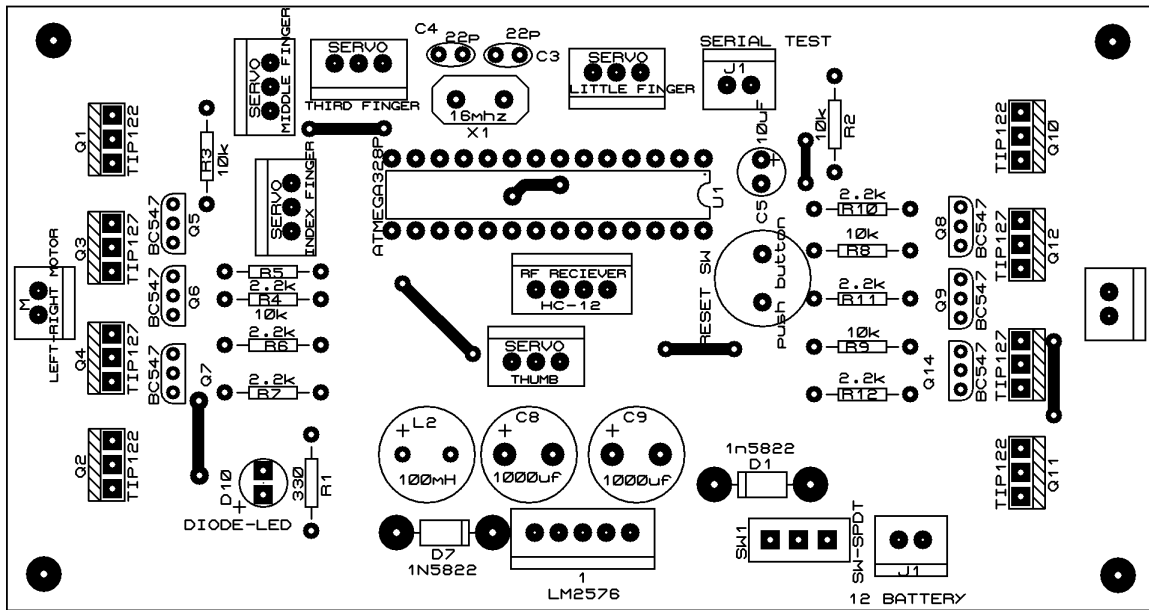 C4
22p
22p
C3
SERVO
MIDDLE FINGER
SERVO
THIRD FINGER
16mhz
X1
SERVO
LITTLE FINGER
SERIAL TEST
J1
10uF
C5
10k
R2
Q1
TIP122
R3
10k
SERVO
INDEX FINGER
ATMEGA328P
U1
TIP122
Q10
Q3
TIP127
BC547
Q5
2.2k
R10
10k
R8
Q8
BC547
TIP127
Q12
M
LEFT-RIGHT MOTOR
BC547
Q6
R5
2.2k
R4
10k
2.2k
R6
2.2k
R7
RF RECIEVER
HC-12
RESET SW
push button
2.2k
R11
10k
R9
2.2k
R12
Q9
BC547
Q4
TIP127
BC547
Q7
SERVO
THUMB
Q14
BC547
TIP127
Q2
TIP122
D10
+
DIODE-LED
330
R1
+
L2
100mH
+
C8
1000uf
+
C9
1000uf
1n5822
D1
TIP122
Q11
D7
1N5822
1
LM2576
SW1
SW-SPDT
J1
12 BATTERY